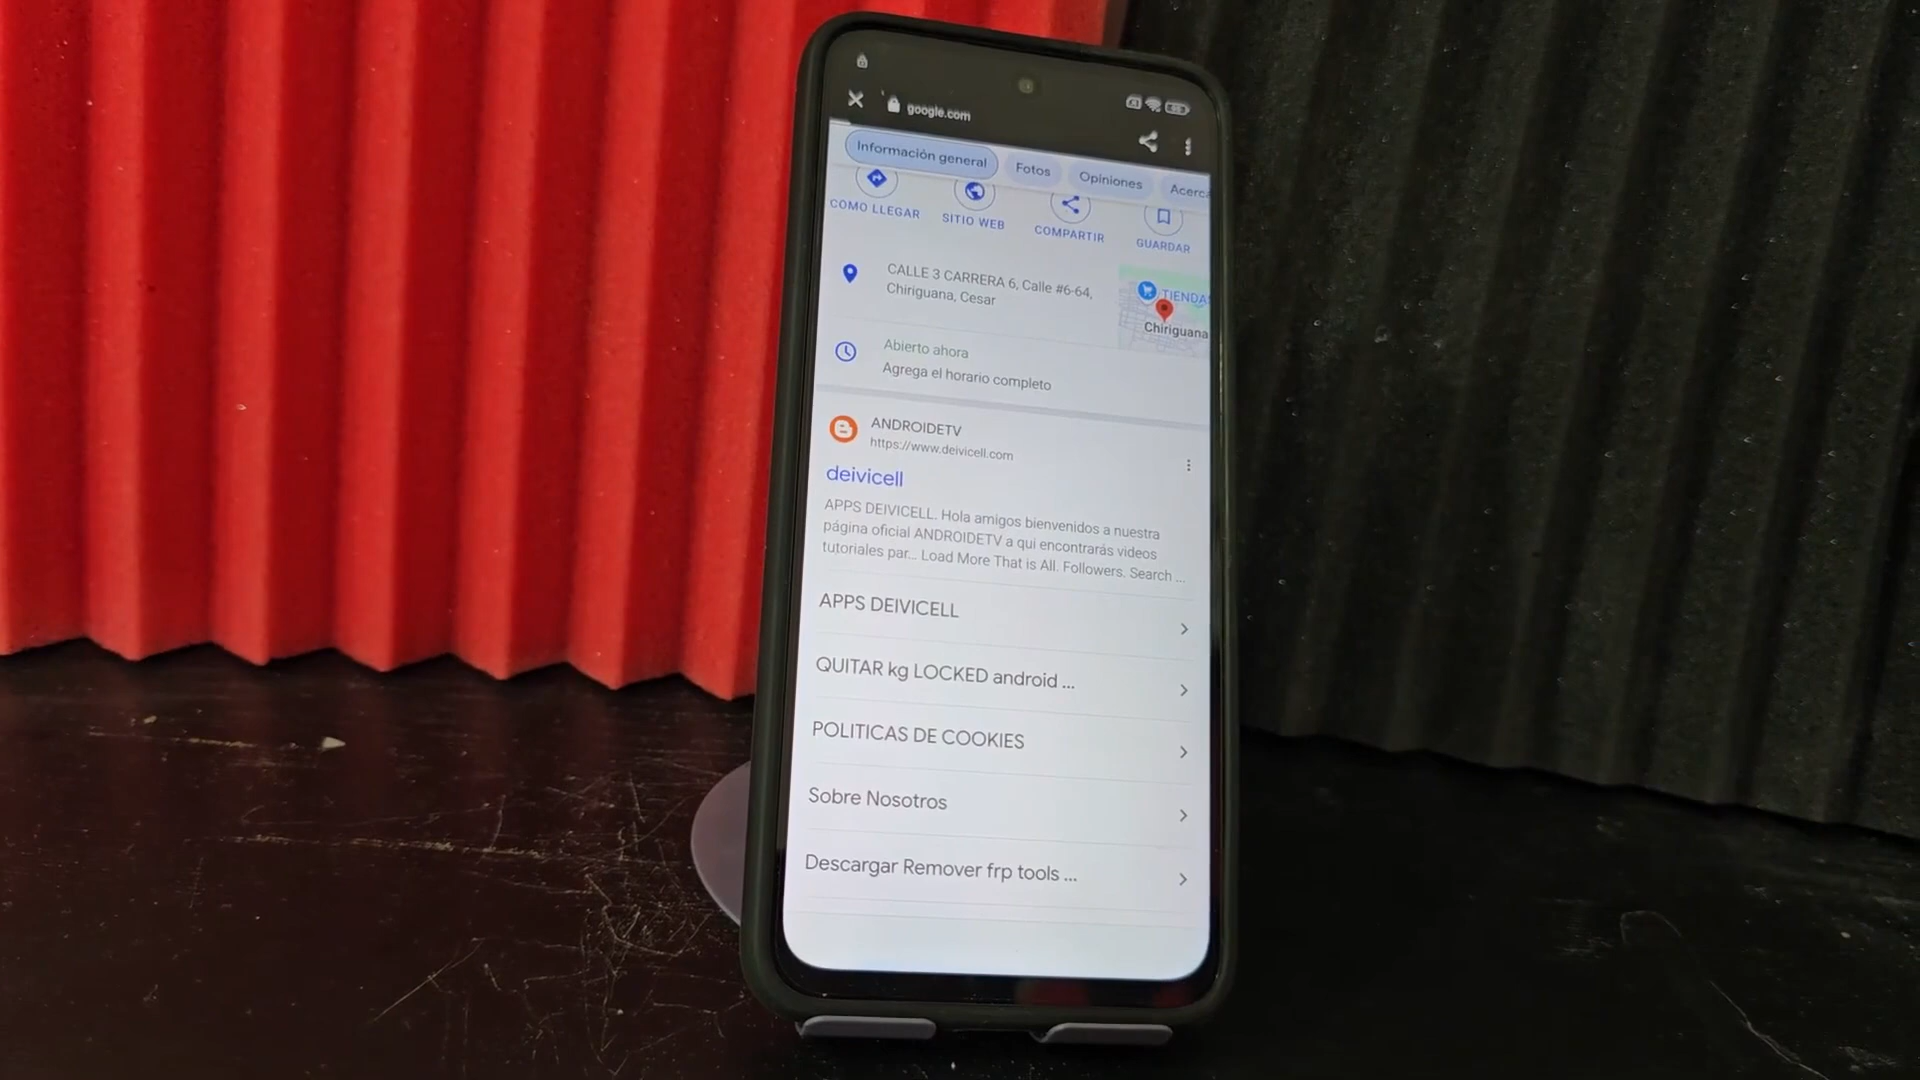 google.com
Información general
Fotos
Opiniones
Acerca
COMO LLEGAR
SITIO WEB
COMPARTIR
GUARDAR
CALLE 3 CARRERA 6, Calle #6-64,
Chiriguana, Cesar
TIENDAS
Chiriguana
Abierto ahora
Agrega el horario completo
ANDROIDETV
https://www.deivicell.com
deivicell
APPS DEIVICELL. Hola amigos bienvenidos a nuestra
página oficial ANDROIDETV a qui encontrarás videos
tutoriales par... Load More That is All. Followers. Search ...
APPS DEIVICELL
QUITAR kg LOCKED android ...
POLITICAS DE COOKIES
Sobre Nosotros
Descargar Remover frp tools ...